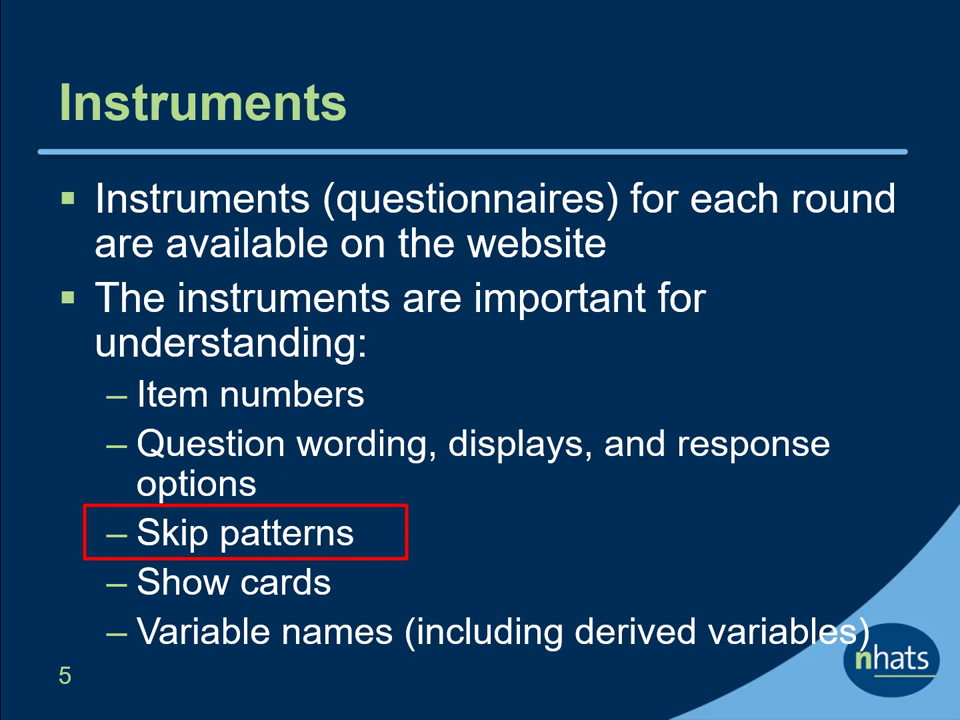 Instruments
▪ Instruments (questionnaires) for each round
are available on the website
▪ The instruments are important for
understanding:
– Item numbers
– Question wording, displays, and response
options
– Skip patterns
– Show cards
– Variable names (including derived variables)
5
nhats